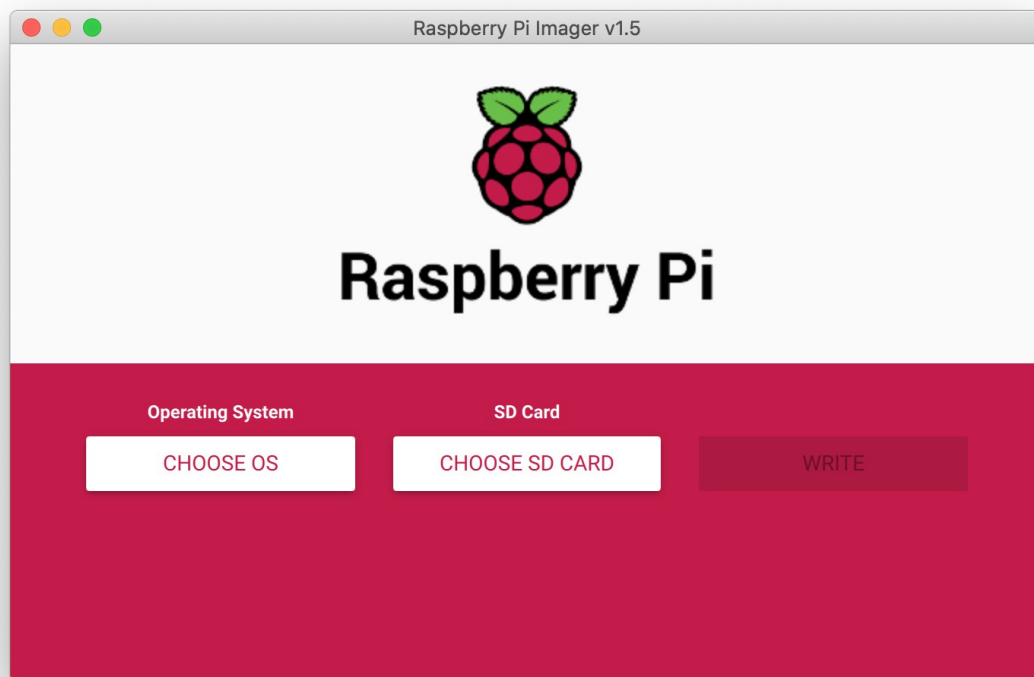 Raspberry Pi Imager v1.5
Raspberry Pi
Operating System
SD Card
CHOOSE OS
CHOOSE SD CARD
WRITE